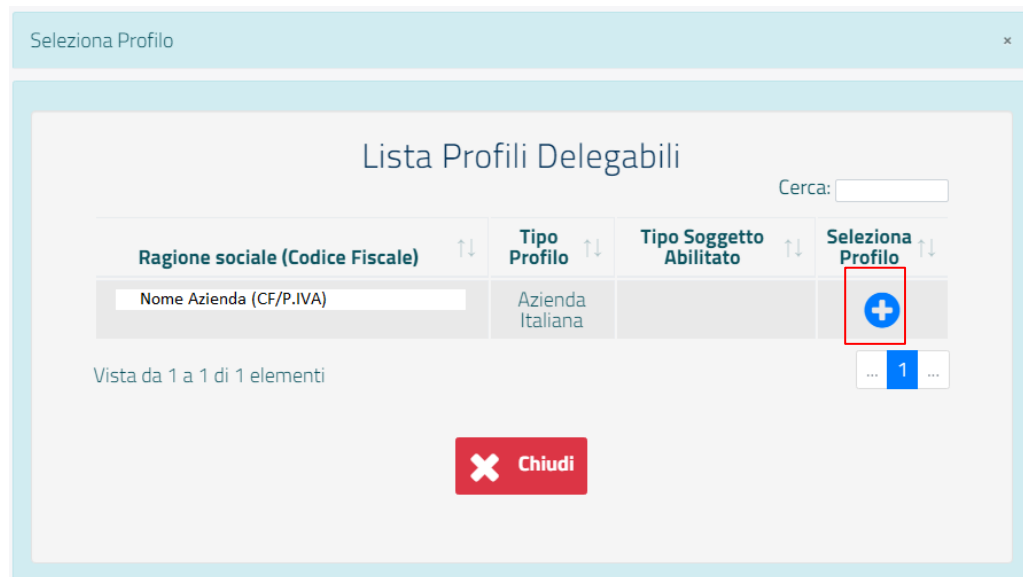 Seleziona Profilo ×
Lista Profili Delegabili
Cerca:
Ragione sociale (Codice Fiscale)
Tipo
Profilo
Tipo Soggetto
Abilitato
Seleziona
Profilo
Nome Azienda (CF/P.IVA)
Azienda
Italiana
Vista da 1 a 1 di 1 elementi
... 1 ...
Chiudi